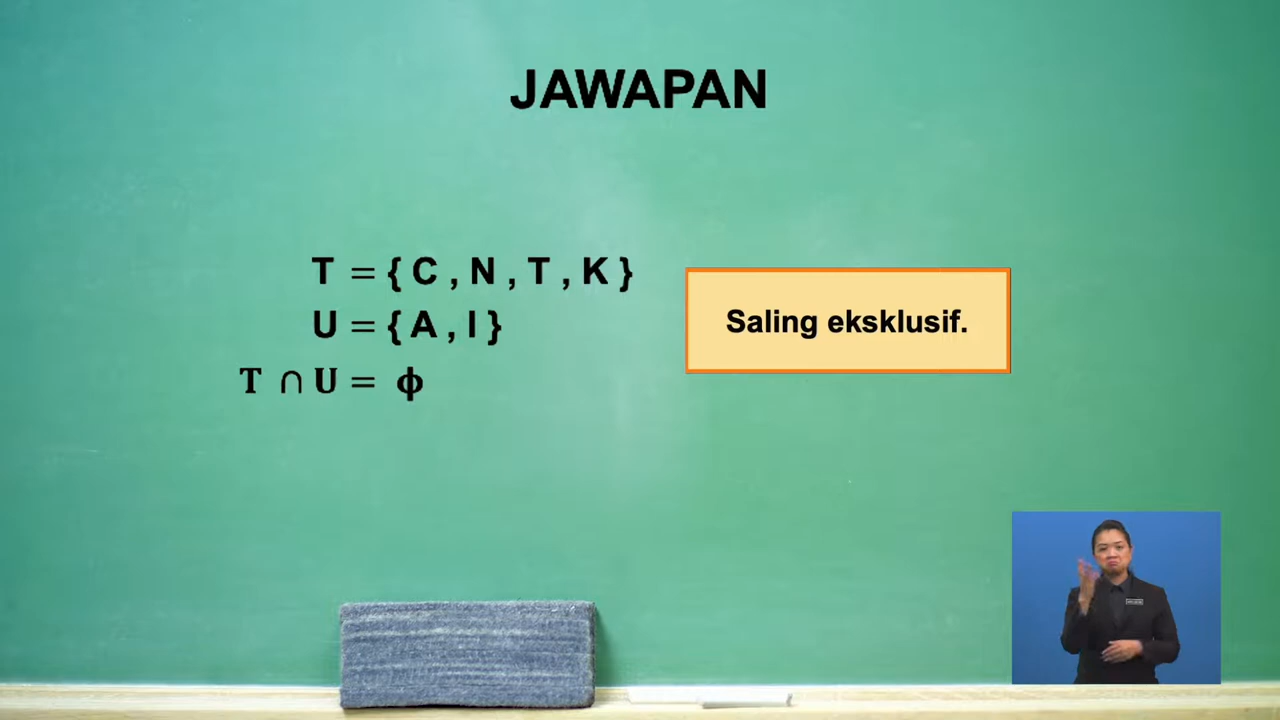 JAWAPAN
T = { C , N , T , K }
U = { A , I }
T ∩ U = ϕ
Saling eksklusif.